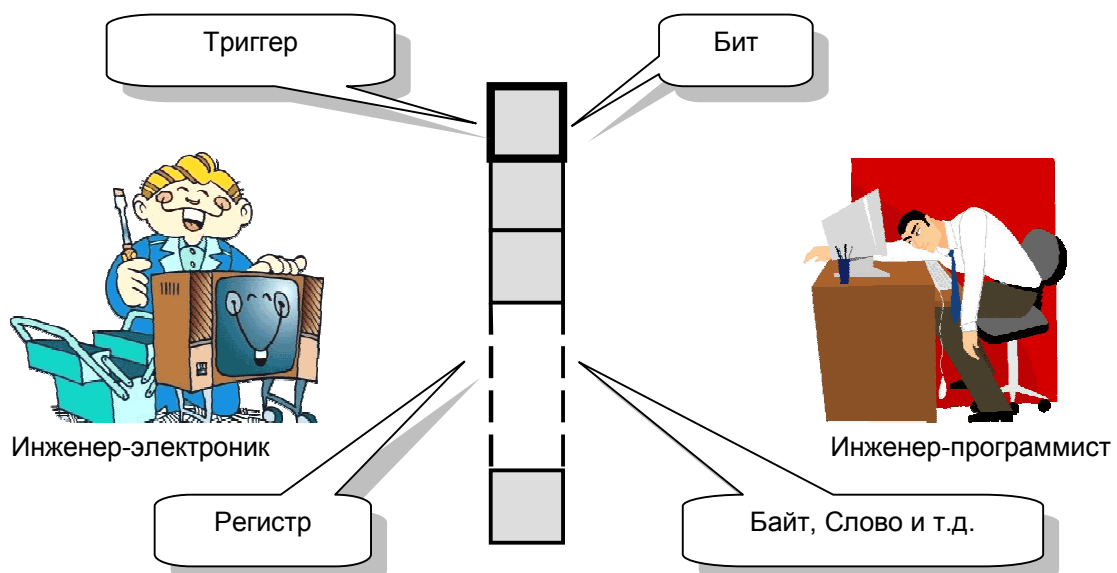 Триггер
Бит
Инженер-электроник
Инженер-программист
Регистр
Байт, Слово и т.д.